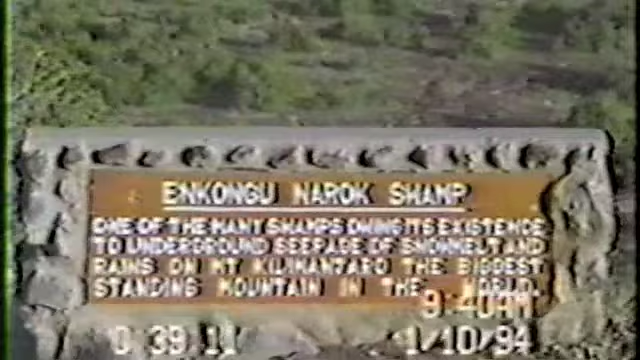 ENKONGU NAROK SWAMP
ONE OF THE MANY SWAMPS OWING ITS EXISTENCE
TO UNDERGROUND SEEPAGE OF SNOWMELT AND
RAINS ON MT KILIMANJARO THE BIGGEST
STANDING MOUNTAIN IN THE WORLD.
9:40AM
0 39 11 1/10/94